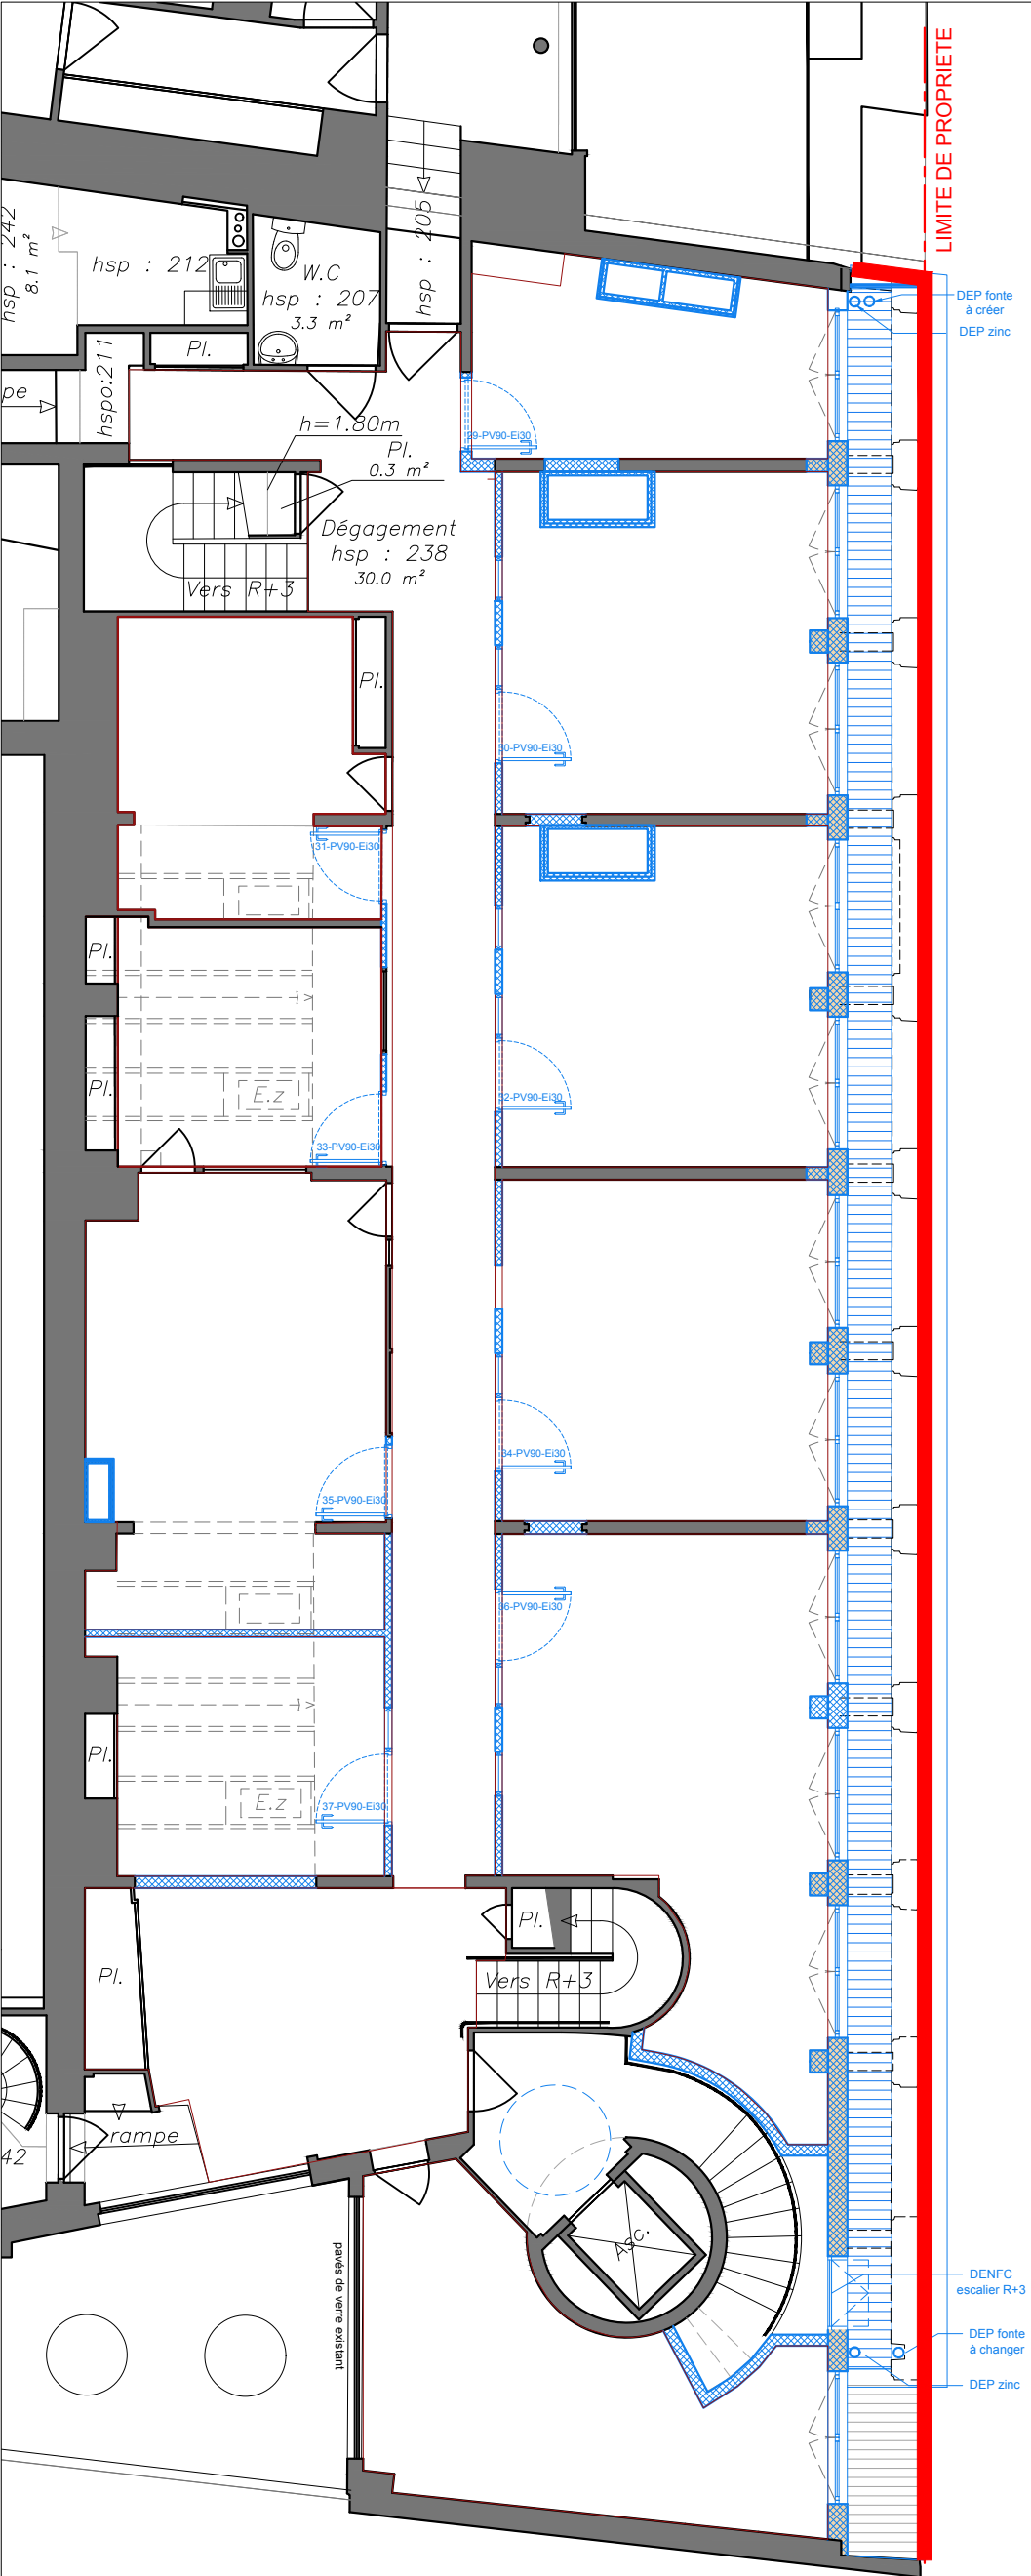 LIMITE DE PROPRIETE
hsp : 242
8.1 m²
hsp : 212
W.C
hsp : 207
3.3 m²
hsp : 205
DEP fonte
à créer
DEP zinc
Pl.
hspo:211
pe
h=1.80m
Pl.
0.3 m²
29-PV90-Ei30
Dégagement
hsp : 238
30.0 m²
Vers R+3
Pl.
30-PV90-Ei30
31-PV90-Ei30
Pl.
Pl.
E.z
32-PV90-Ei30
33-PV90-Ei30
34-PV90-Ei30
35-PV90-Ei30
36-PV90-Ei30
Pl.
E.z
37-PV90-Ei30
Pl.
Pl.
Vers R+3
rampe
42
Asc.
pavés de verre existant
DENFC
escalier R+3
DEP fonte
à changer
DEP zinc